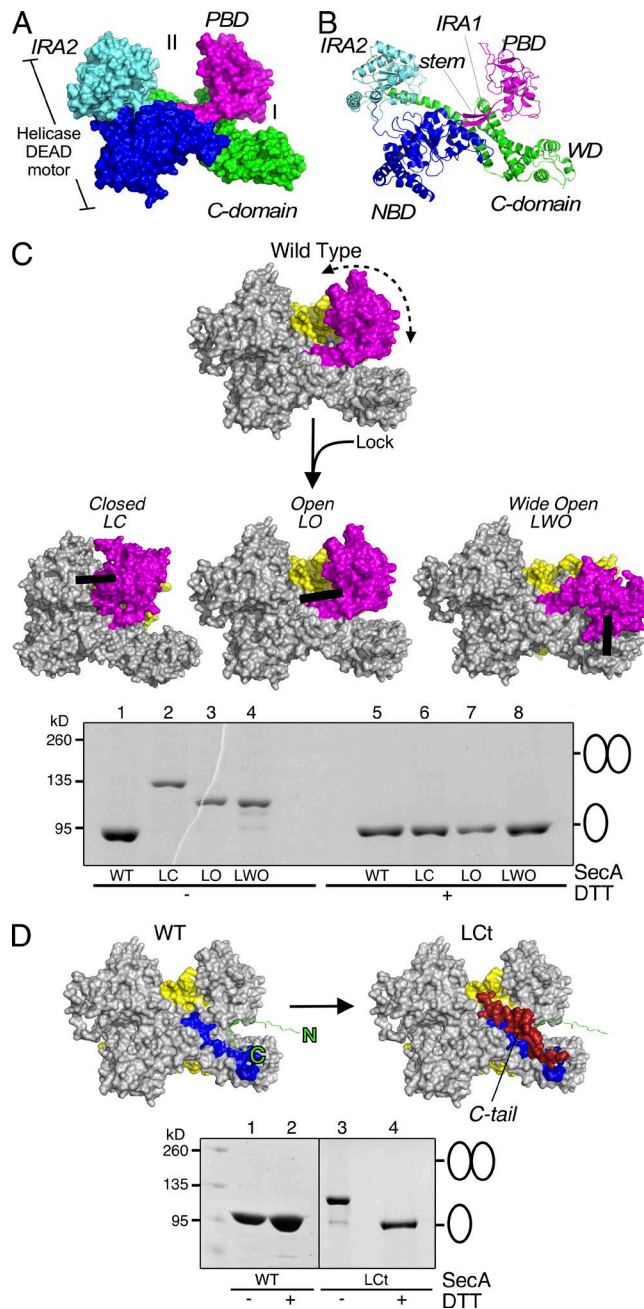 A
IRA2
II
PBD
I
Helicase
DEAD
motor
C-domain
B
IRA2
IRA1
PBD
stem
WD
NBD
C-domain
C
Wild Type
Lock
Closed
LC
Open
LO
Wide Open
LWO
kD
1 2 3 4 5 6 7 8
260
135
95
WT LC LO LWO WT LC LO LWO SecA
- + DTT
D
WT
LCt
N
C
C-tail
kD
1 2 3 4
260
135
95
WT LCt SecA
- + - + DTT